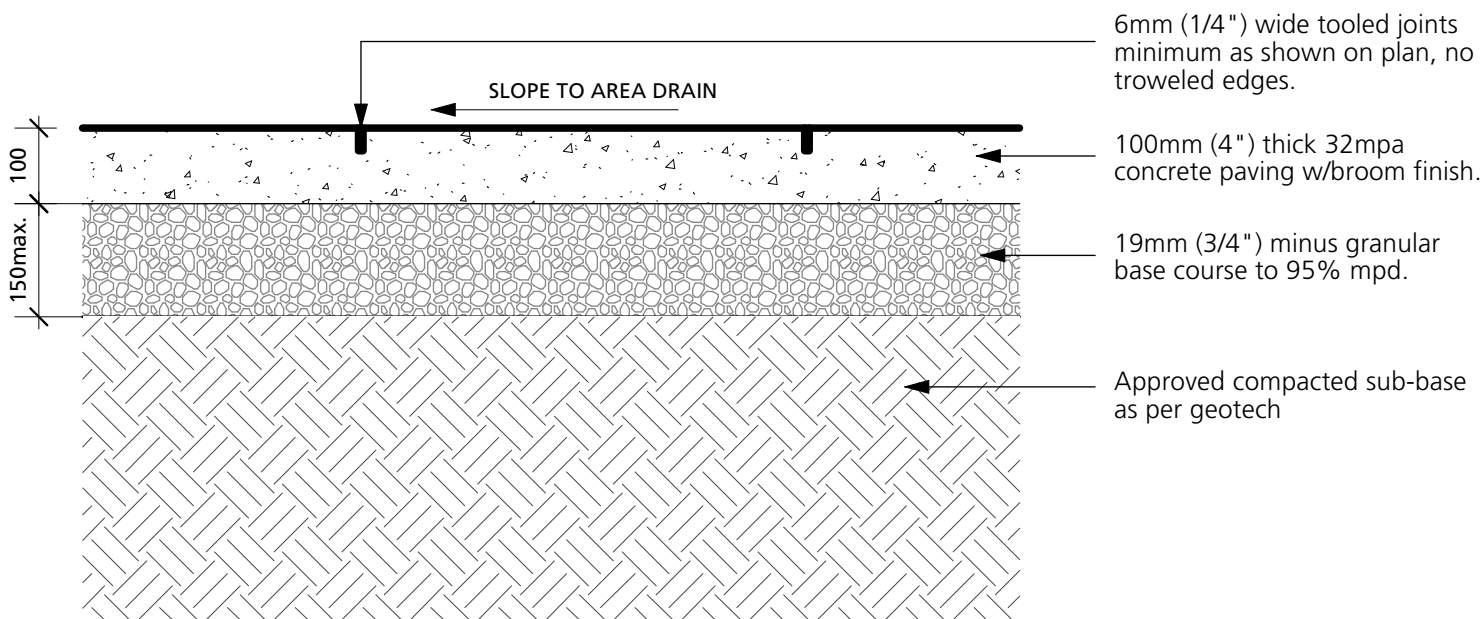 6mm (1/4") wide tooled joints
minimum as shown on plan, no
troweled edges.
SLOPE TO AREA DRAIN
100
100mm (4") thick 32mpa
concrete paving w/broom finish.
150max.
19mm (3/4") minus granular
base course to 95% mpd.
Approved compacted sub-base
as per geotech